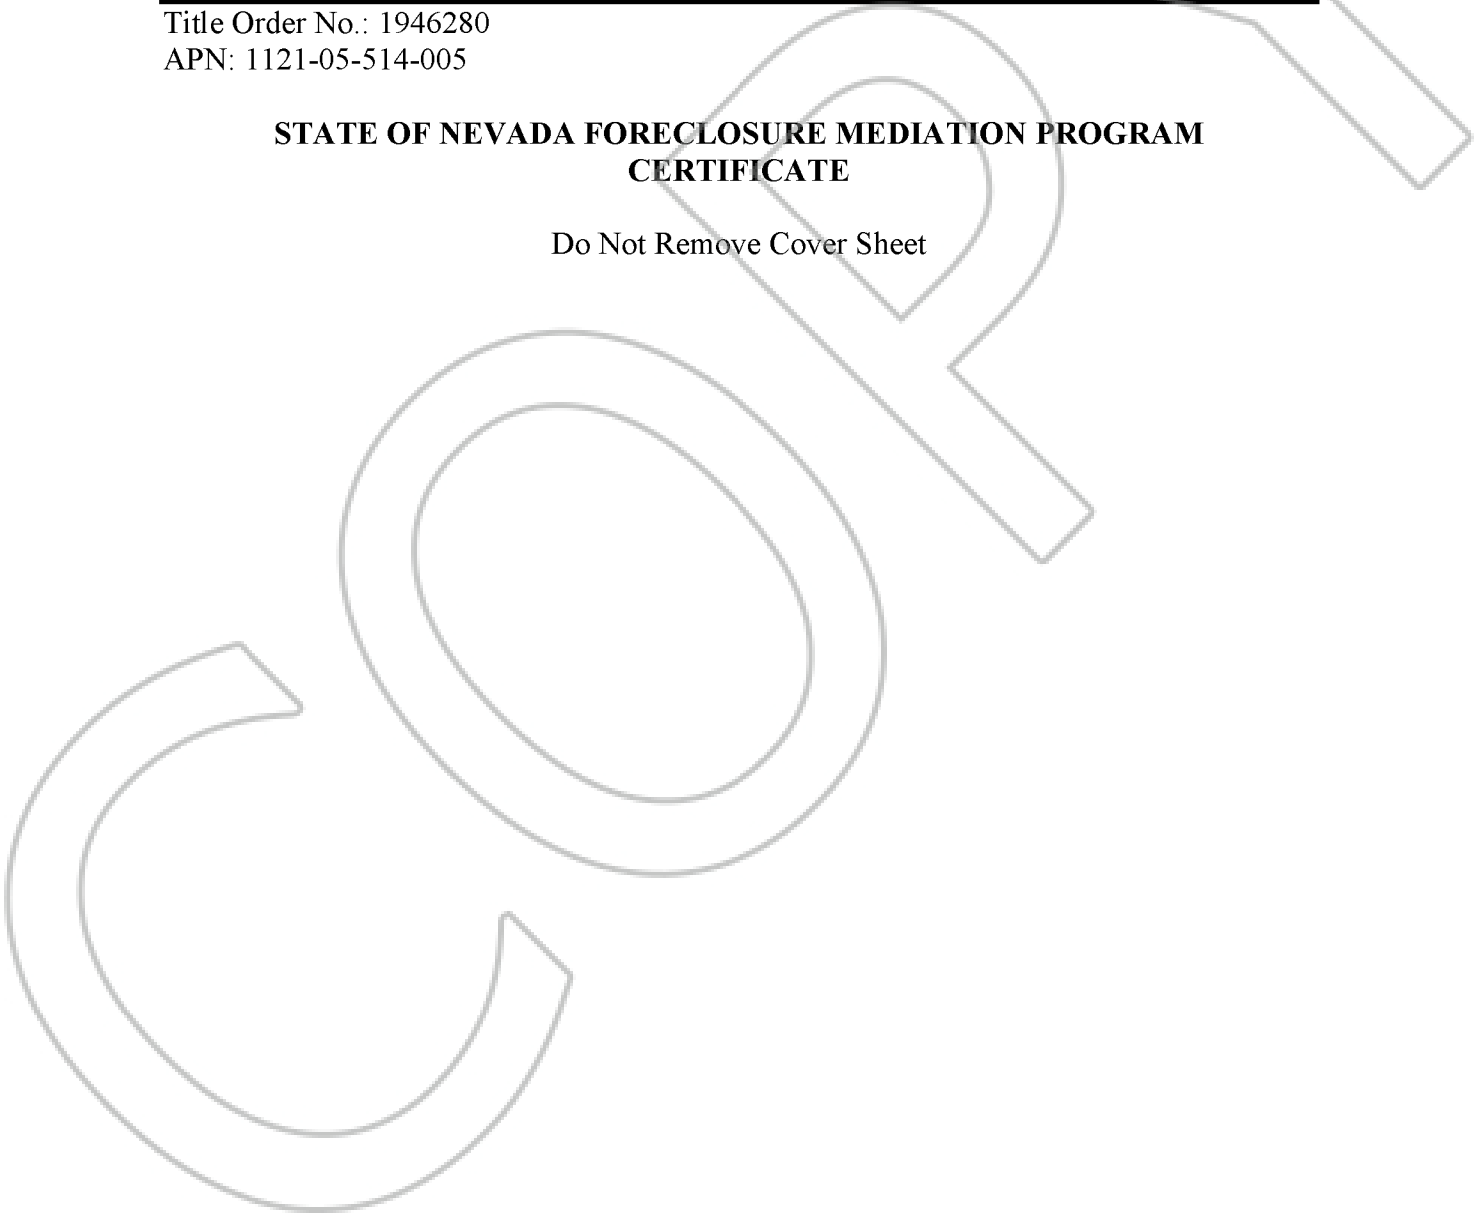 Title Order No.: 1946280
APN: 1121-05-514-005
STATE OF NEVADA FORECLOSURE MEDIATION PROGRAM
CERTIFICATE
Do Not Remove Cover Sheet
COPY